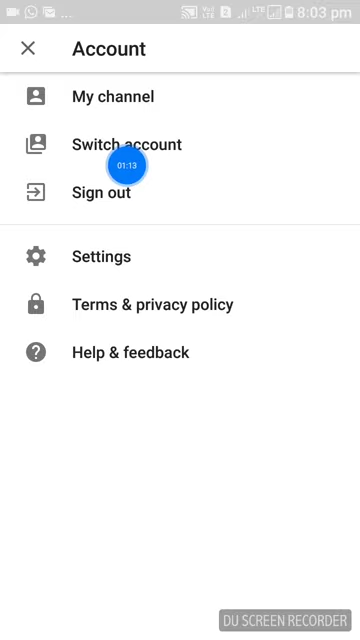 8:03 pm
Account
My channel
Switch account
01:13
Sign out
Settings
Terms & privacy policy
Help & feedback
DU SCREEN RECORDER